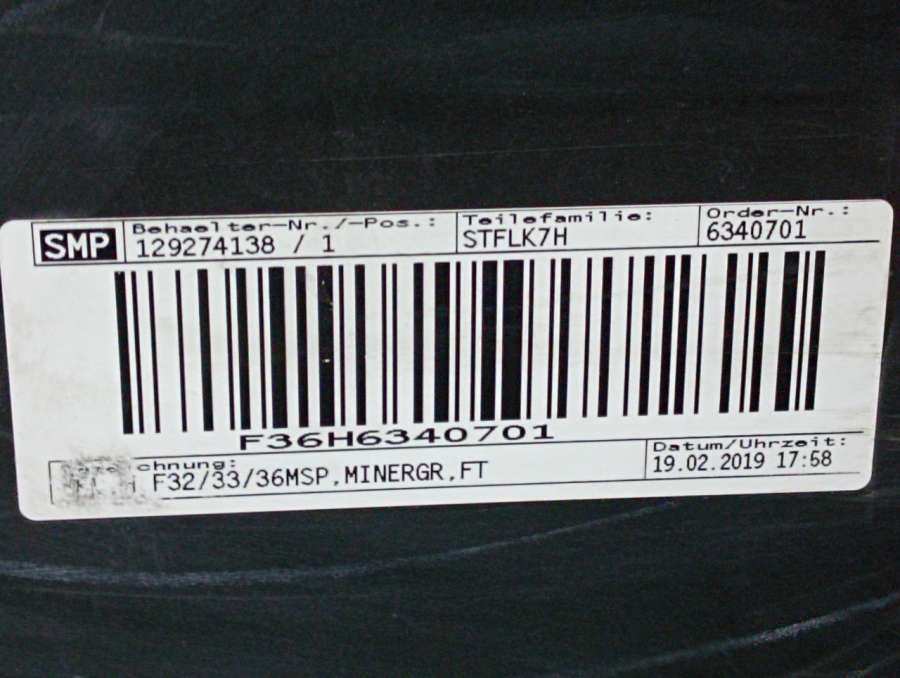 SMP
Behaelter-Nr./-Pos.: Teilefamilie: Order-Nr.:
129274138 / 1 STFLK7H 6340701
F36H6340701
chnung: Datum/Uhrzeit:
F32/33/36MSP,MINERGR,FT 19.02.2019 17:58